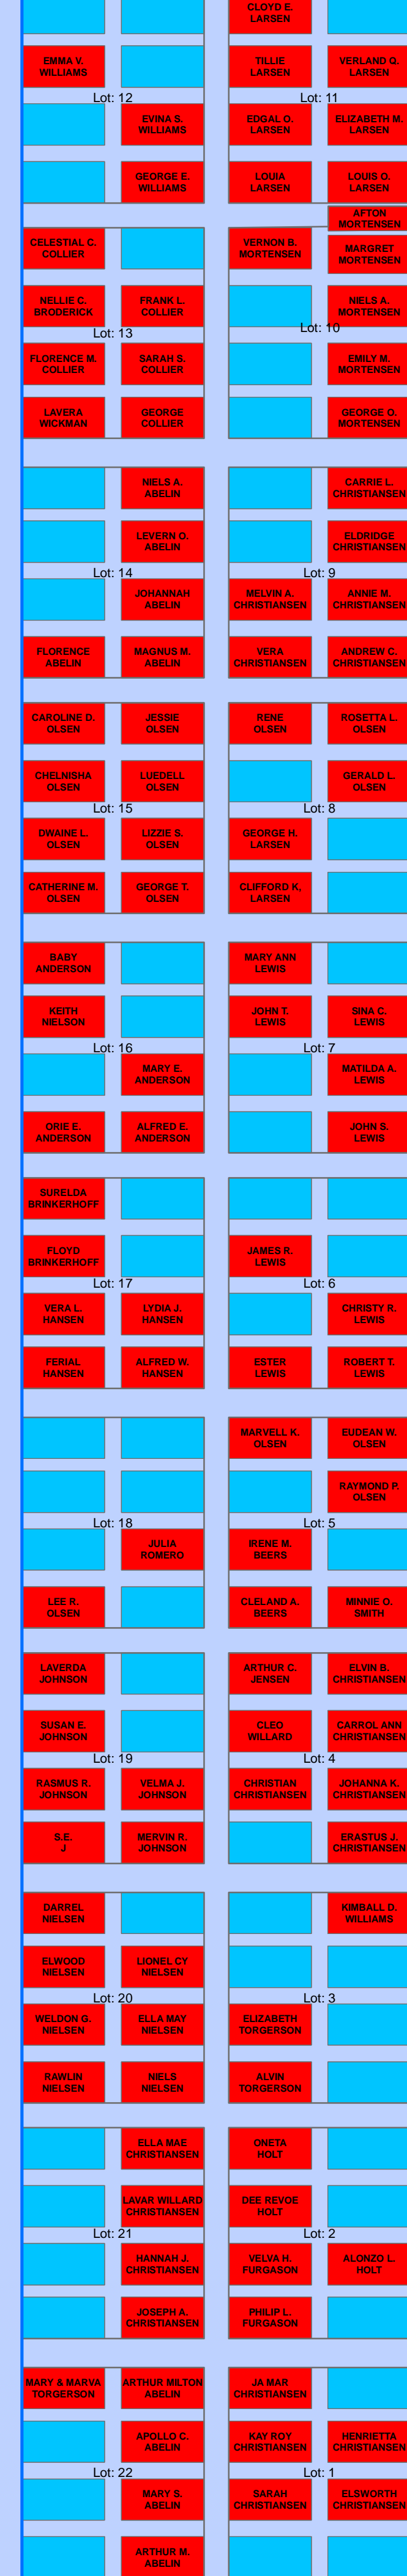 CLOYD E.
LARSEN
EMMA V.
WILLIAMS
TILLIE
LARSEN
VERLAND Q.
LARSEN
Lot: 12
Lot: 11
EVINA S.
WILLIAMS
EDGAL O.
LARSEN
ELIZABETH M.
LARSEN
GEORGE E.
WILLIAMS
LOUIA
LARSEN
LOUIS O.
LARSEN
AFTON
MORTENSEN
CELESTIAL C.
COLLIER
VERNON B.
MORTENSEN
MARGRET
MORTENSEN
NELLIE C.
BRODERICK
FRANK L.
COLLIER
NIELS A.
MORTENSEN
Lot: 13
Lot: 10
FLORENCE M.
COLLIER
SARAH S.
COLLIER
EMILY M.
MORTENSEN
LAVERA
WICKMAN
GEORGE
COLLIER
GEORGE O.
MORTENSEN
NIELS A.
ABELIN
CARRIE L.
CHRISTIANSEN
LEVERN O.
ABELIN
ELDRIDGE
CHRISTIANSEN
Lot: 14
Lot: 9
JOHANNAH
ABELIN
MELVIN A.
CHRISTIANSEN
ANNIE M.
CHRISTIANSEN
FLORENCE
ABELIN
MAGNUS M.
ABELIN
VERA
CHRISTIANSEN
ANDREW C.
CHRISTIANSEN
CAROLINE D.
OLSEN
JESSIE
OLSEN
RENE
OLSEN
ROSETTA L.
OLSEN
CHELNISHA
OLSEN
LUEDELL
OLSEN
GERALD L.
OLSEN
Lot: 15
Lot: 8
DWAINE L.
OLSEN
LIZZIE S.
OLSEN
GEORGE H.
LARSEN
CATHERINE M.
OLSEN
GEORGE T.
OLSEN
CLIFFORD K,
LARSEN
BABY
ANDERSON
MARY ANN
LEWIS
KEITH
NIELSON
JOHN T.
LEWIS
SINA C.
LEWIS
Lot: 16
Lot: 7
MARY E.
ANDERSON
MATILDA A.
LEWIS
ORIE E.
ANDERSON
ALFRED E.
ANDERSON
JOHN S.
LEWIS
SURELDA
BRINKERHOFF
FLOYD
BRINKERHOFF
JAMES R.
LEWIS
Lot: 17
Lot: 6
VERA L.
HANSEN
LYDIA J.
HANSEN
CHRISTY R.
LEWIS
FERIAL
HANSEN
ALFRED W.
HANSEN
ESTER
LEWIS
ROBERT T.
LEWIS
MARVELL K.
OLSEN
EUDEAN W.
OLSEN
RAYMOND P.
OLSEN
Lot: 18
Lot: 5
JULIA
ROMERO
IRENE M.
BEERS
LEE R.
OLSEN
CLELAND A.
BEERS
MINNIE O.
SMITH
LAVERDA
JOHNSON
ARTHUR C.
JENSEN
ELVIN B.
CHRISTIANSEN
SUSAN E.
JOHNSON
CLEO
WILLARD
CARROL ANN
CHRISTIANSEN
Lot: 19
Lot: 4
RASMUS R.
JOHNSON
VELMA J.
JOHNSON
CHRISTIAN
CHRISTIANSEN
JOHANNA K.
CHRISTIANSEN
S.E.
J
MERVIN R.
JOHNSON
ERASTUS J.
CHRISTIANSEN
DARREL
NIELSEN
KIMBALL D.
WILLIAMS
ELWOOD
NIELSEN
LIONEL CY
NIELSEN
Lot: 20
Lot: 3
WELDON G.
NIELSEN
ELLA MAY
NIELSEN
ELIZABETH
TORGERSON
RAWLIN
NIELSEN
NIELS
NIELSEN
ALVIN
TORGERSON
ELLA MAE
CHRISTIANSEN
ONETA
HOLT
LAVAR WILLARD
CHRISTIANSEN
DEE REVOE
HOLT
Lot: 21
Lot: 2
HANNAH J.
CHRISTIANSEN
VELVA H.
FURGASON
ALONZO L.
HOLT
JOSEPH A.
CHRISTIANSEN
PHILIP L.
FURGASON
MARY & MARVA
TORGERSON
ARTHUR MILTON
ABELIN
JA MAR
CHRISTIANSEN
APOLLO C.
ABELIN
KAY ROY
CHRISTIANSEN
HENRIETTA
CHRISTIANSEN
Lot: 22
Lot: 1
MARY S.
ABELIN
SARAH
CHRISTIANSEN
ELSWORTH
CHRISTIANSEN
ARTHUR M.
ABELIN